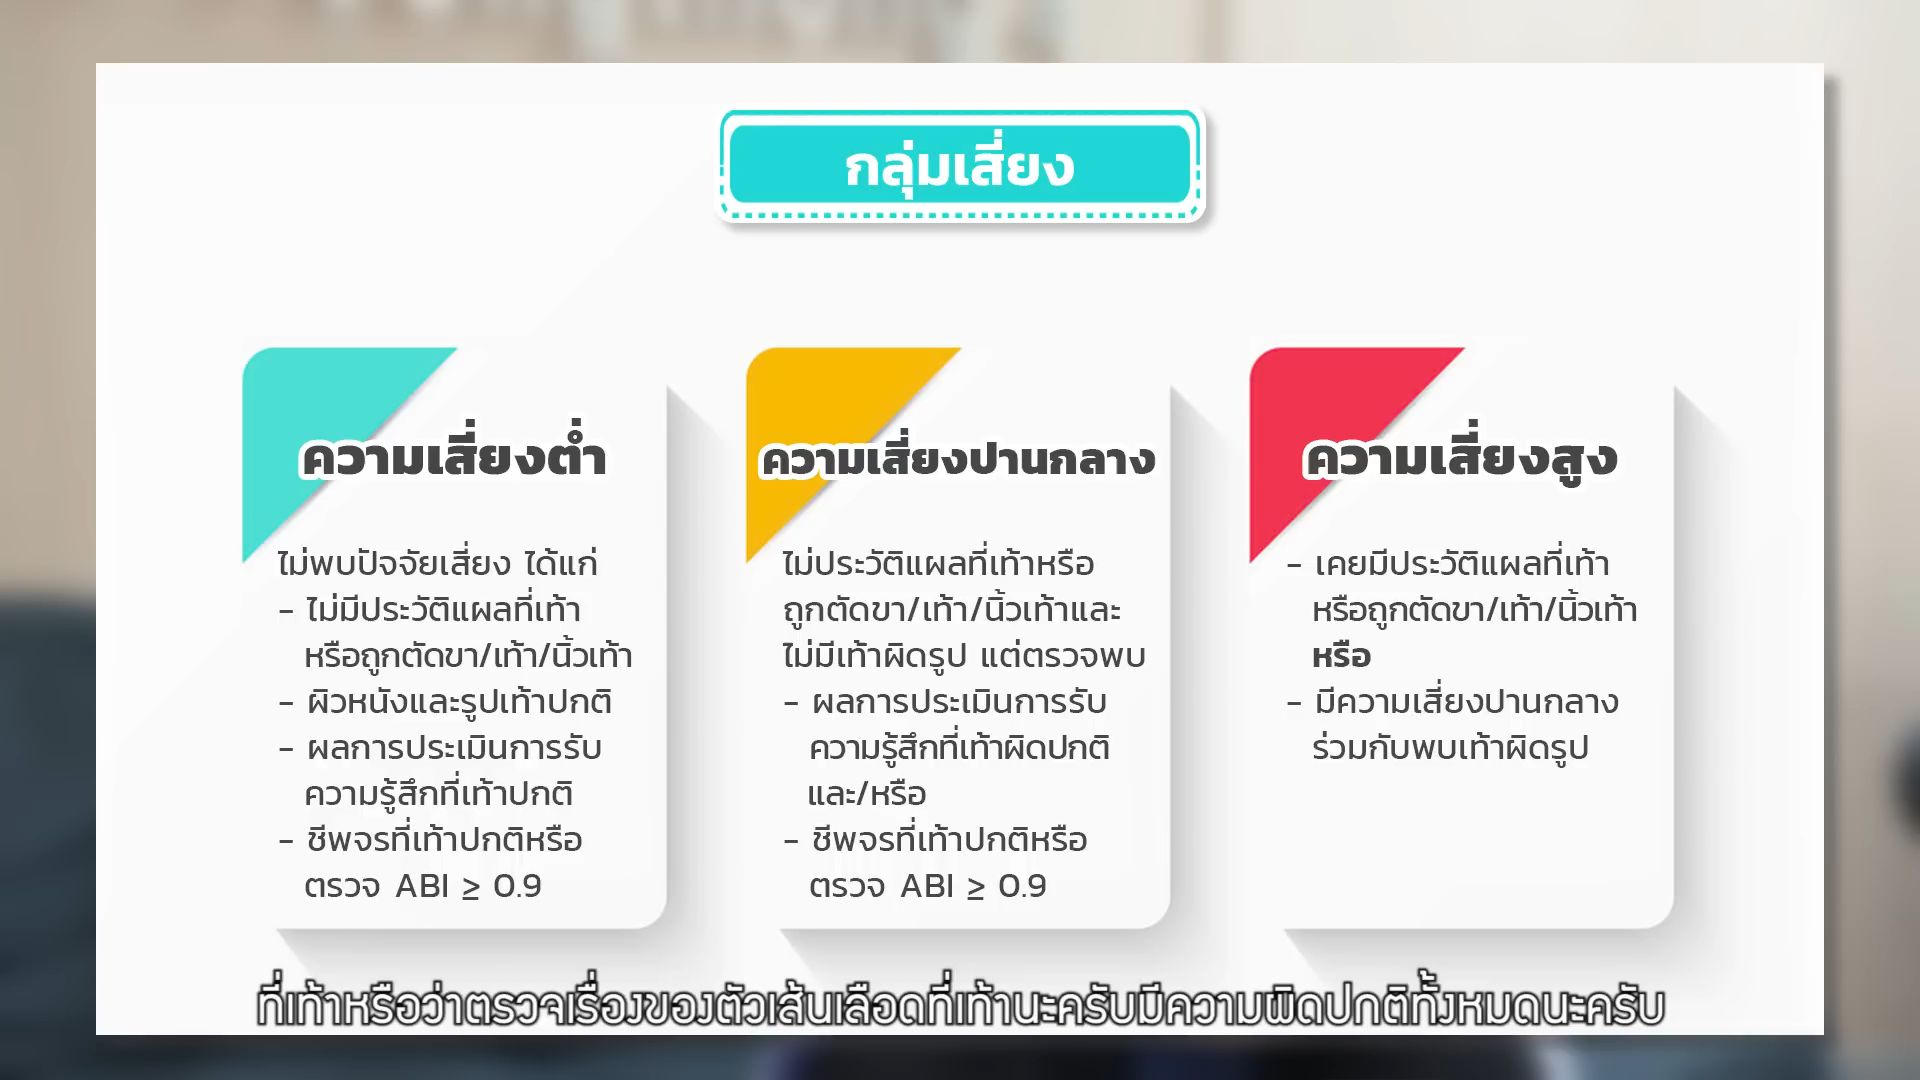 กลุ่มเสี่ยง
ความเสี่ยงต่ำ
ไม่พบปัจจัยเสี่ยง ได้แก่
- ไม่มีประวัติแผลที่เท้า
หรือถูกตัดขา/เท้า/นิ้วเท้า
- ผิวหนังและรูปเท้าปกติ
- ผลการประเมินการรับ
ความรู้สึกที่เท้าปกติ
- ชีพจรที่เท้าปกติหรือ
ตรวจ ABI ≥ 0.9
ความเสี่ยงปานกลาง
ไม่ประวัติแผลที่เท้าหรือ
ถูกตัดขา/เท้า/นิ้วเท้าและ
ไม่มีเท้าผิดรูป แต่ตรวจพบ
- ผลการประเมินการรับ
ความรู้สึกที่เท้าผิดปกติ
และ/หรือ
- ชีพจรที่เท้าปกติหรือ
ตรวจ ABI ≥ 0.9
ความเสี่ยงสูง
- เคยมีประวัติแผลที่เท้า
หรือถูกตัดขา/เท้า/นิ้วเท้า
หรือ
- มีความเสี่ยงปานกลาง
ร่วมกับพบเท้าผิดรูป
ที่เท้าหรือว่าตรวจเรื่องของตัวเส้นเลือดที่เท้านะครับมีความผิดปกติทั้งหมดนะครับ